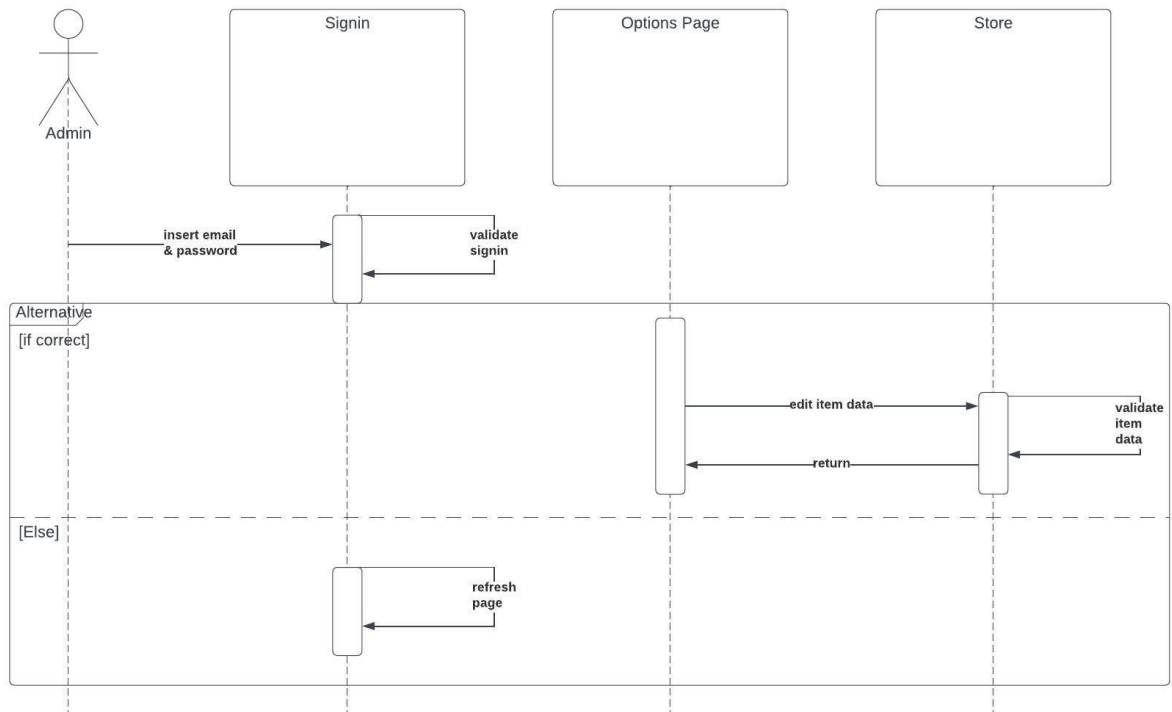 Signin
Options Page
Store
Admin
insert email
& password
validate
signin
Alternative
[if correct]
edit item data
validate
item
data
return
[Else]
refresh
page